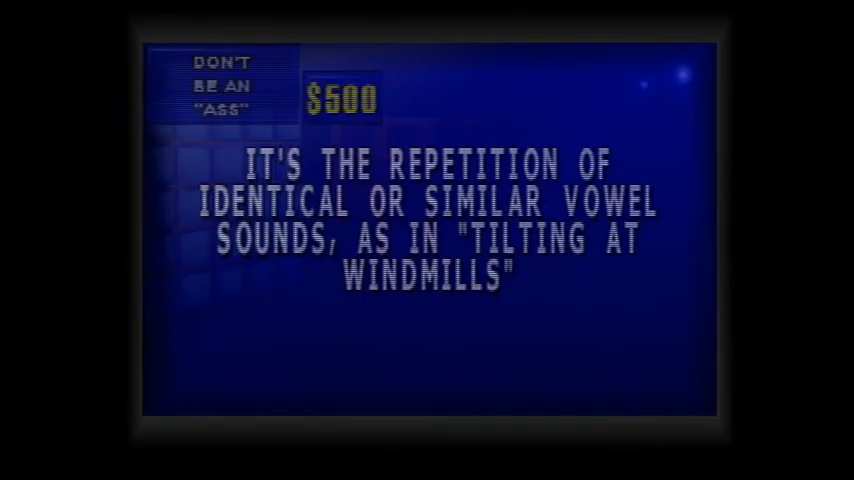 DON'T
BE AN
"ASS"
$500
IT'S THE REPETITION OF
IDENTICAL OR SIMILAR VOWEL
SOUNDS, AS IN "TILTING AT
WINDMILLS"